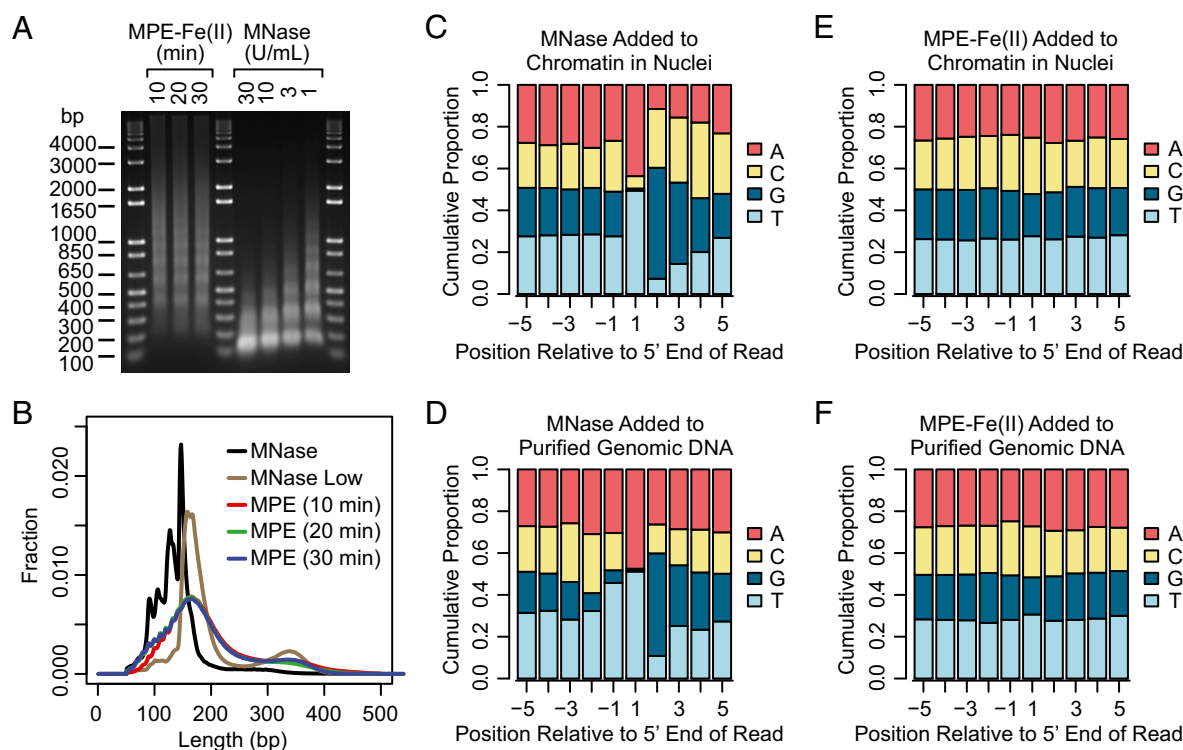 A
MPE-Fe(II)
(min)
MNase
(U/mL)
10 20 30 30 10 3 1
bp
4000
3000
2000
1650
1000
850
650
500
400
300
200
100
B
Fraction
0.020
0.010
0.000
MNase
MNase Low
MPE (10 min)
MPE (20 min)
MPE (30 min)
0 100 200 300 400 500
Length (bp)
C
MNase Added to
Chromatin in Nuclei
Cumulative Proportion
1.0
0.8
0.6
0.4
0.2
0.0
A
C
G
T
−5 −3 −1 1 3 5
Position Relative to 5' End of Read
D
MNase Added to
Purified Genomic DNA
Cumulative Proportion
1.0
0.8
0.6
0.4
0.2
0.0
A
C
G
T
−5 −3 −1 1 3 5
Position Relative to 5' End of Read
E
MPE-Fe(II) Added to
Chromatin in Nuclei
Cumulative Proportion
1.0
0.8
0.6
0.4
0.2
0.0
A
C
G
T
−5 −3 −1 1 3 5
Position Relative to 5' End of Read
F
MPE-Fe(II) Added to
Purified Genomic DNA
Cumulative Proportion
1.0
0.8
0.6
0.4
0.2
0.0
A
C
G
T
−5 −3 −1 1 3 5
Position Relative to 5' End of Read